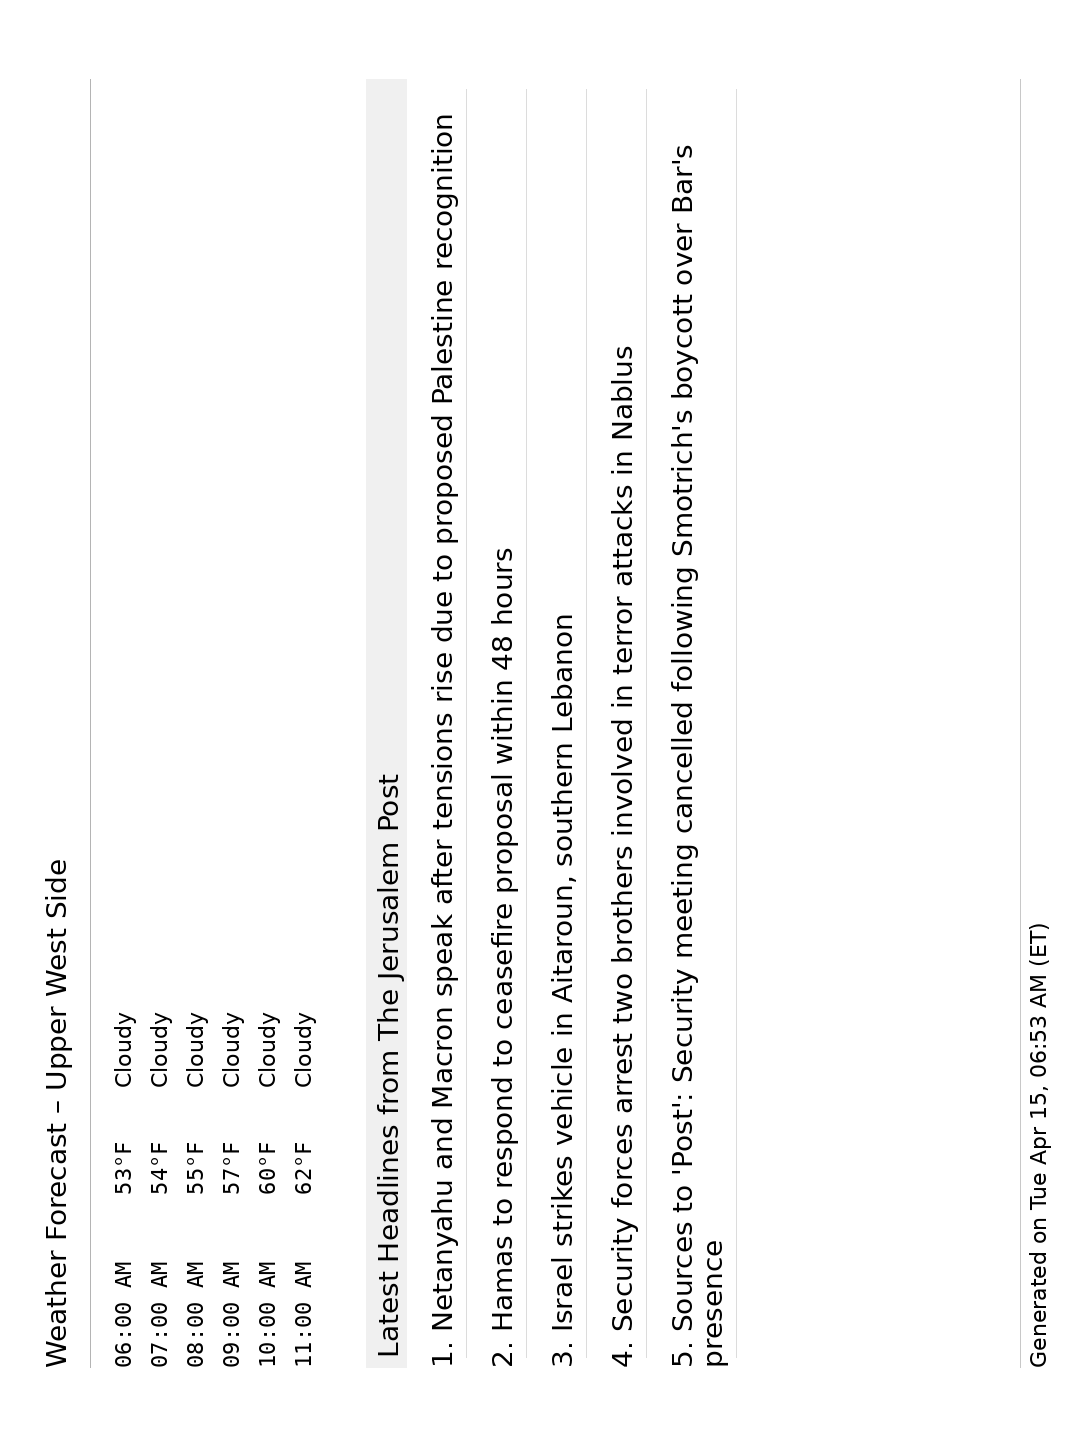 Weather Forecast – Upper West Side
06:00 AM 53°F Cloudy
07:00 AM 54°F Cloudy
08:00 AM 55°F Cloudy
09:00 AM 57°F Cloudy
10:00 AM 60°F Cloudy
11:00 AM 62°F Cloudy
Latest Headlines from The Jerusalem Post
1. Netanyahu and Macron speak after tensions rise due to proposed Palestine recognition
2. Hamas to respond to ceasefire proposal within 48 hours
3. Israel strikes vehicle in Aitaroun, southern Lebanon
4. Security forces arrest two brothers involved in terror attacks in Nablus
5. Sources to 'Post': Security meeting cancelled following Smotrich's boycott over Bar's
presence
Generated on Tue Apr 15, 06:53 AM (ET)